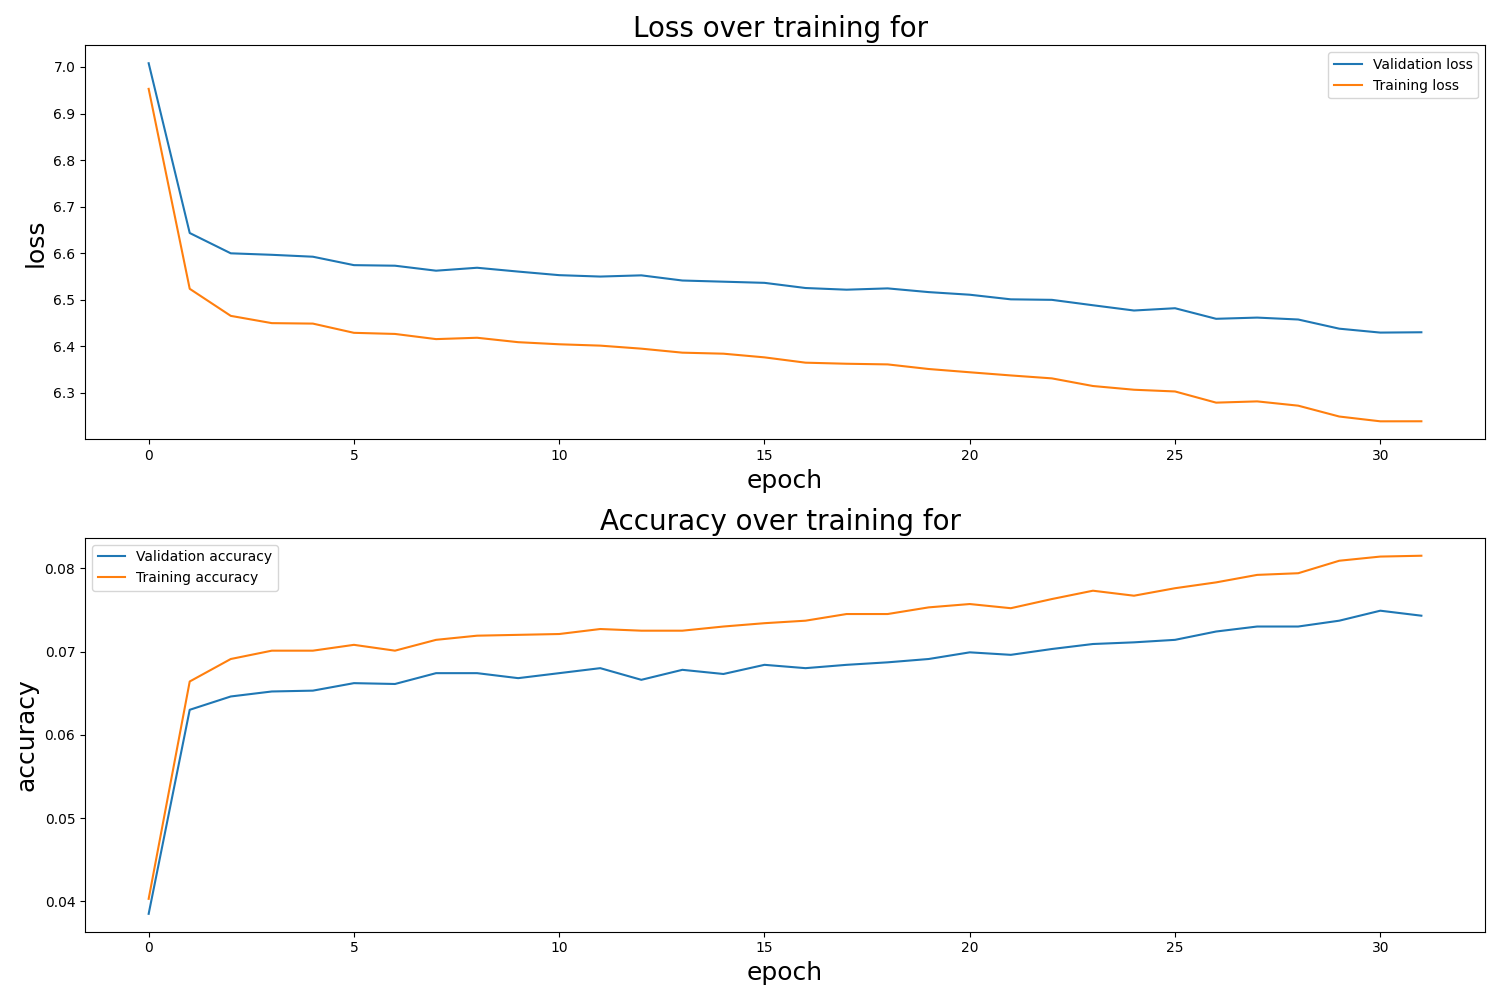 Loss over training for
7.0
6.9
6.8
6.7
6.6
6.5
6.4
6.3
loss
Validation loss
Training loss
0 5 10 15 20 25 30
epoch
Accuracy over training for
0.08
0.07
0.06
0.05
0.04
accuracy
Validation accuracy
Training accuracy
0 5 10 15 20 25 30
epoch